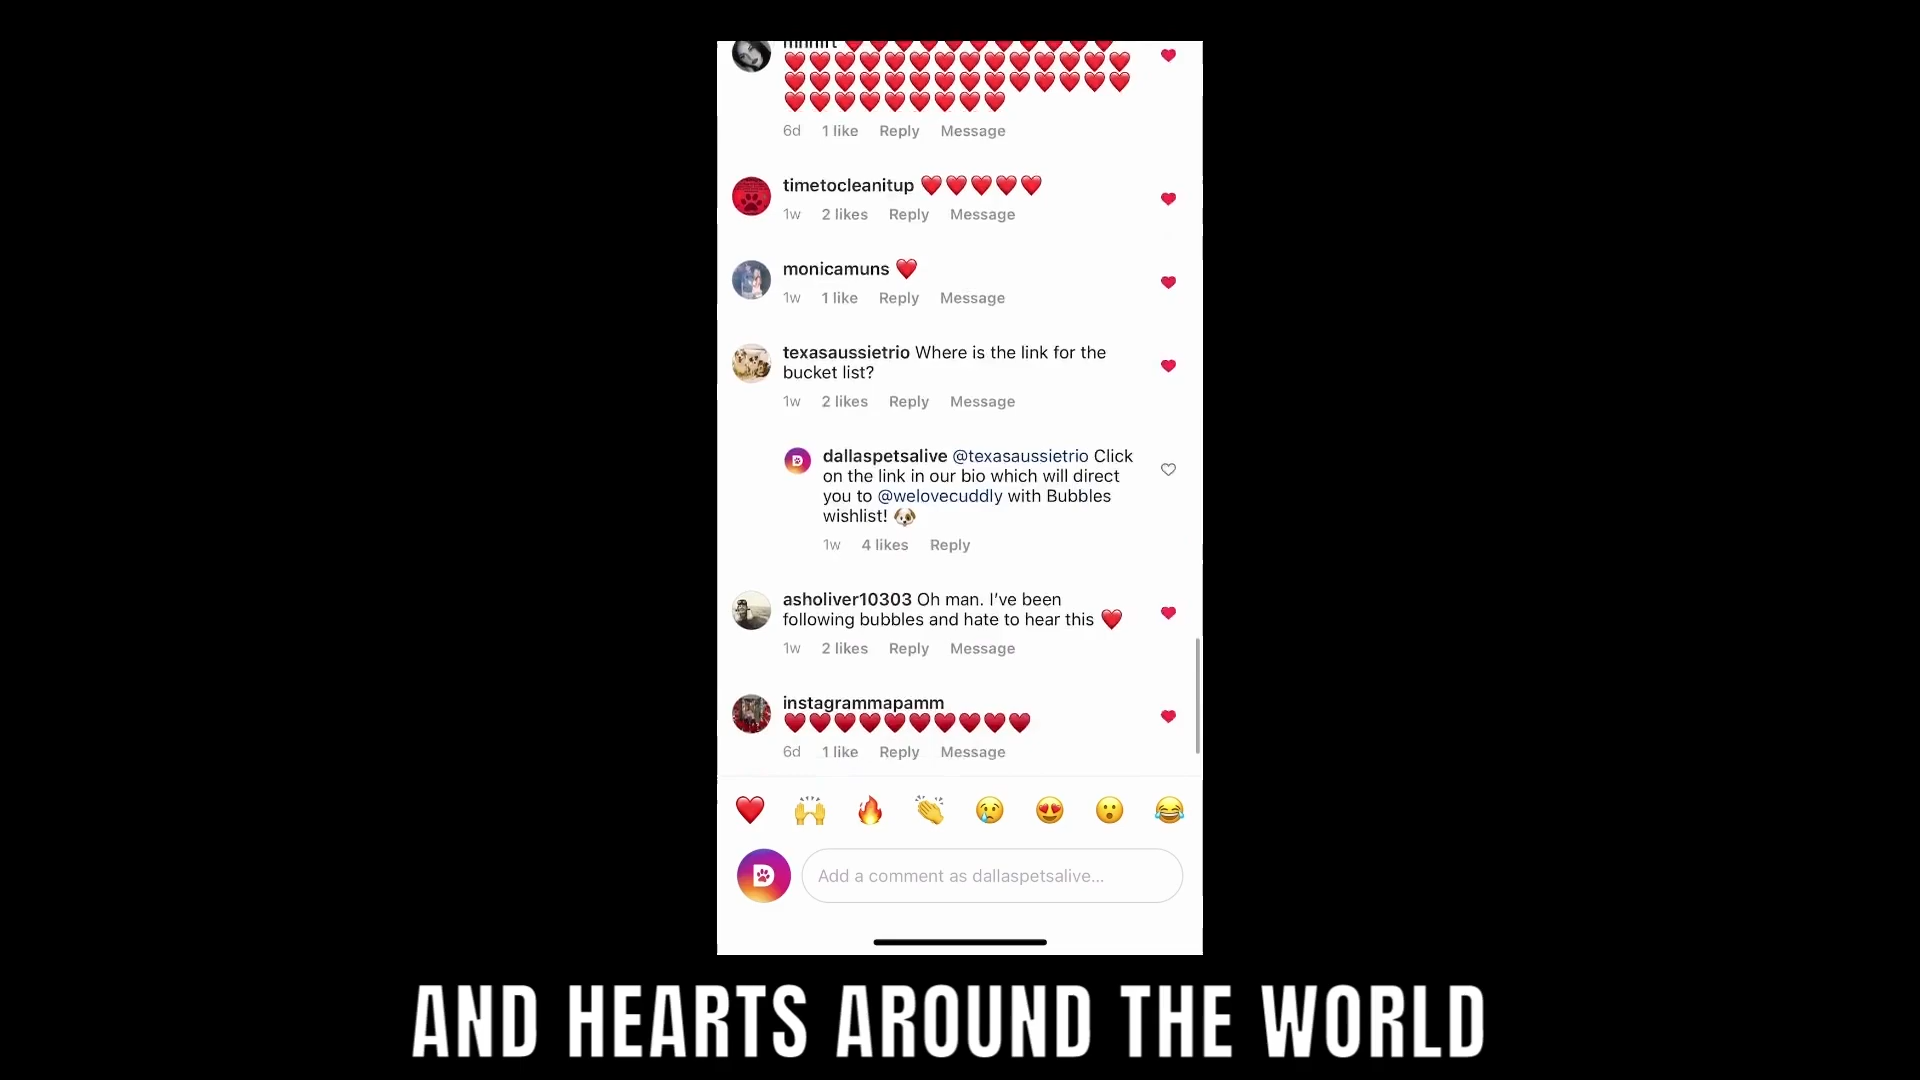 6d 1 like Reply Message
timetocleanitup ❤️❤️❤️❤️❤️
1w 2 likes Reply Message
monicamuns ❤️
1w 1 like Reply Message
texasaussietrio Where is the link for the
bucket list?
1w 2 likes Reply Message
dallaspetsalive @texasaussietrio Click
on the link in our bio which will direct
you to @welovecuddly with Bubbles
wishlist! 🐶
1w 4 likes Reply
asholiver10303 Oh man. I’ve been
following bubbles and hate to hear this ❤️
1w 2 likes Reply Message
instagrammapamm
❤️❤️❤️❤️❤️❤️❤️❤️❤️❤️
6d 1 like Reply Message
Add a comment as dallaspetsalive...
AND HEARTS AROUND THE WORLD